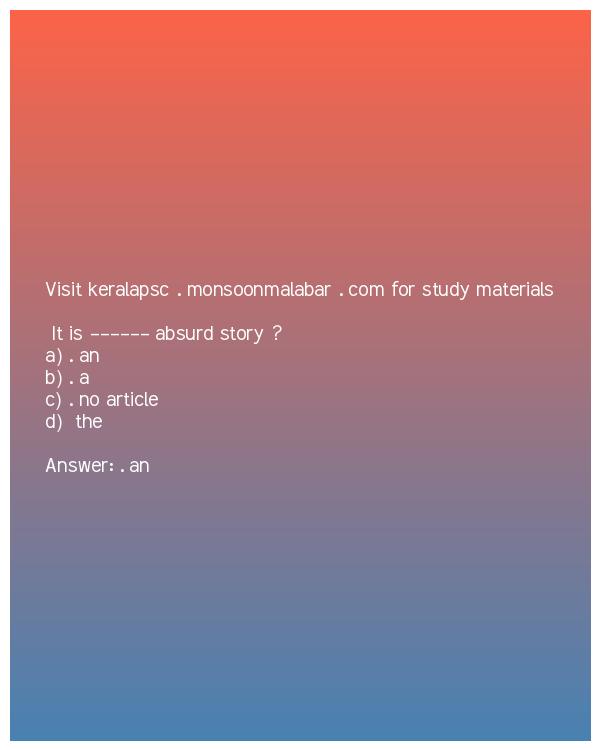 Visit keralapsc . monsoonmalabar . com for study materials
It is ------ absurd story ?
a) . an
b) . a
c) . no article
d) the
Answer: . an